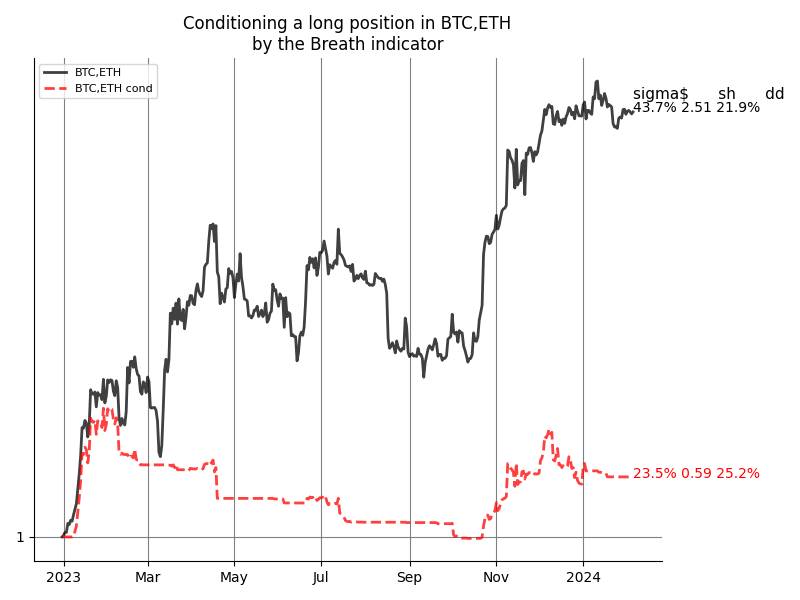 Conditioning a long position in BTC,ETH
by the Breath indicator
BTC,ETH
BTC,ETH cond
sigma$ sh dd
43.7% 2.51 21.9%
23.5% 0.59 25.2%
1
2023 Mar May Jul Sep Nov 2024